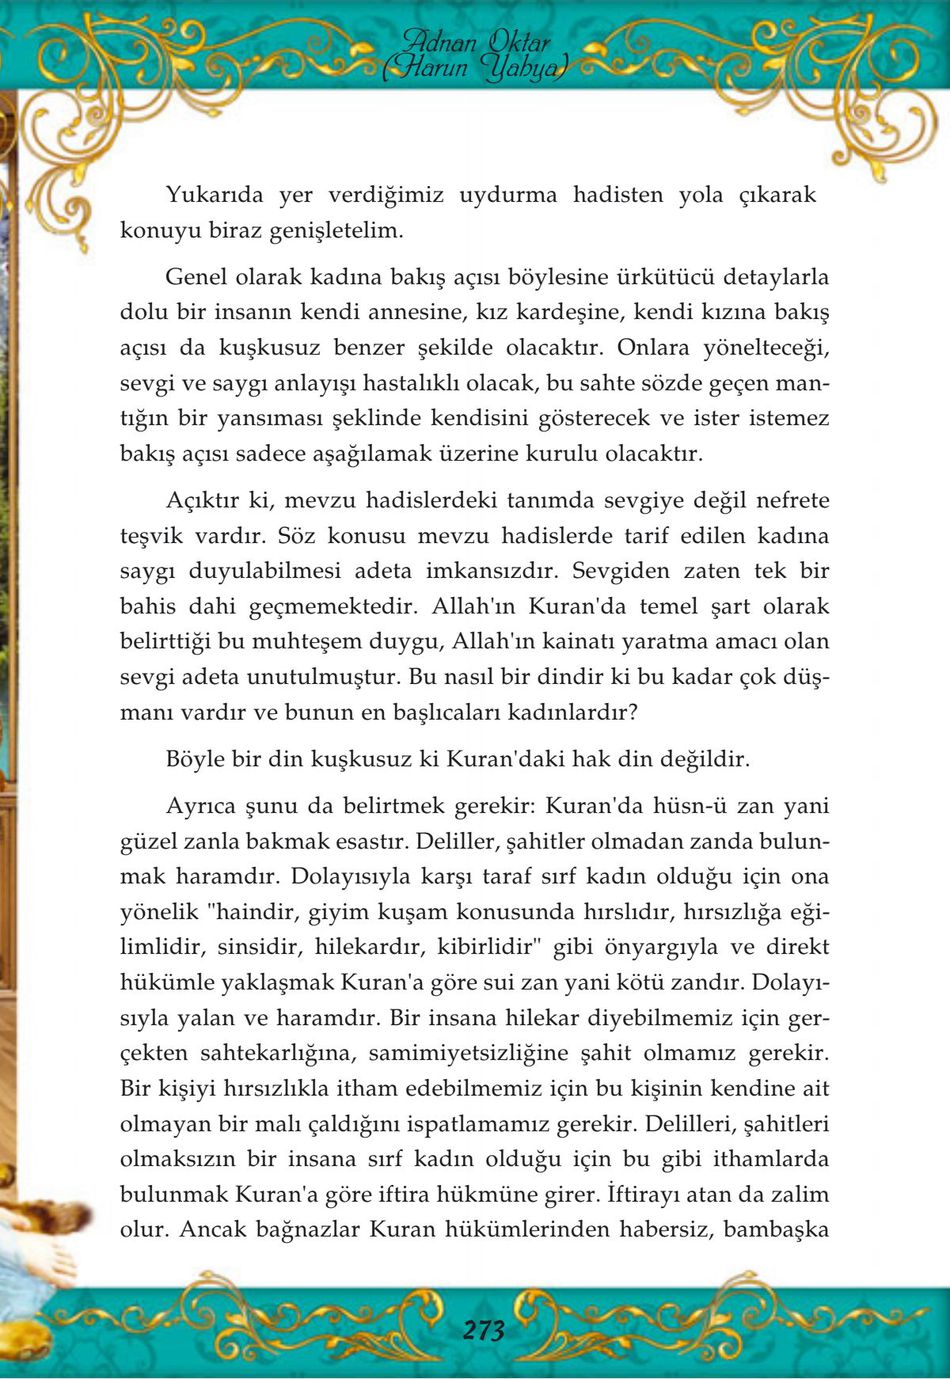 Adnan Oktar
(Harun Yahya)
Yukarıda yer verdiğimiz uydurma hadisten yola çıkarak
konuyu biraz genişletelim.
Genel olarak kadına bakış açısı böylesine ürkütücü detaylarla
dolu bir insanın kendi annesine, kız kardeşine, kendi kızına bakış
açısı da kuşkusuz benzer şekilde olacaktır. Onlara yönelteceği,
sevgi ve saygı anlayışı hastalıklı olacak, bu sahte sözde geçen man-
tığın bir yansıması şeklinde kendisini gösterecek ve ister istemez
bakış açısı sadece aşağılamak üzerine kurulu olacaktır.
Açıktır ki, mevzu hadislerdeki tanımda sevgiye değil nefrete
teşvik vardır. Söz konusu mevzu hadislerde tarif edilen kadına
saygı duyulabilmesi adeta imkansızdır. Sevgiden zaten tek bir
bahis dahi geçmemektedir. Allah'ın Kuran'da temel şart olarak
belirttiği bu muhteşem duygu, Allah'ın kainatı yaratma amacı olan
sevgi adeta unutulmuştur. Bu nasıl bir dindir ki bu kadar çok düş-
manı vardır ve bunun en başlıcaları kadınlardır?
Böyle bir din kuşkusuz ki Kuran'daki hak din değildir.
Ayrıca şunu da belirtmek gerekir: Kuran'da hüsn-ü zan yani
güzel zanla bakmak esastır. Deliller, şahitler olmadan zanda bulun-
mak haramdır. Dolayısıyla karşı taraf sırf kadın olduğu için ona
yönelik "haindir, giyim kuşam konusunda hırslıdır, hırsızlığa eği-
limlidir, sinsidir, hilekardır, kibirlidir" gibi önyargıyla ve direkt
hükümle yaklaşmak Kuran'a göre sui zan yani kötü zandır. Dolayı-
sıyla yalan ve haramdır. Bir insana hilekar diyebilmemiz için ger-
çekten sahtekarlığına, samimiyetsizliğine şahit olmamız gerekir.
Bir kişiyi hırsızlıkla itham edebilmemiz için bu kişinin kendine ait
olmayan bir malı çaldığını ispatlamamız gerekir. Delilleri, şahitleri
olmaksızın bir insana sırf kadın olduğu için bu gibi ithamlarda
bulunmak Kuran'a göre iftira hükmüne girer. İftirayı atan da zalim
olur. Ancak bağnazlar Kuran hükümlerinden habersiz, bambaşka
273